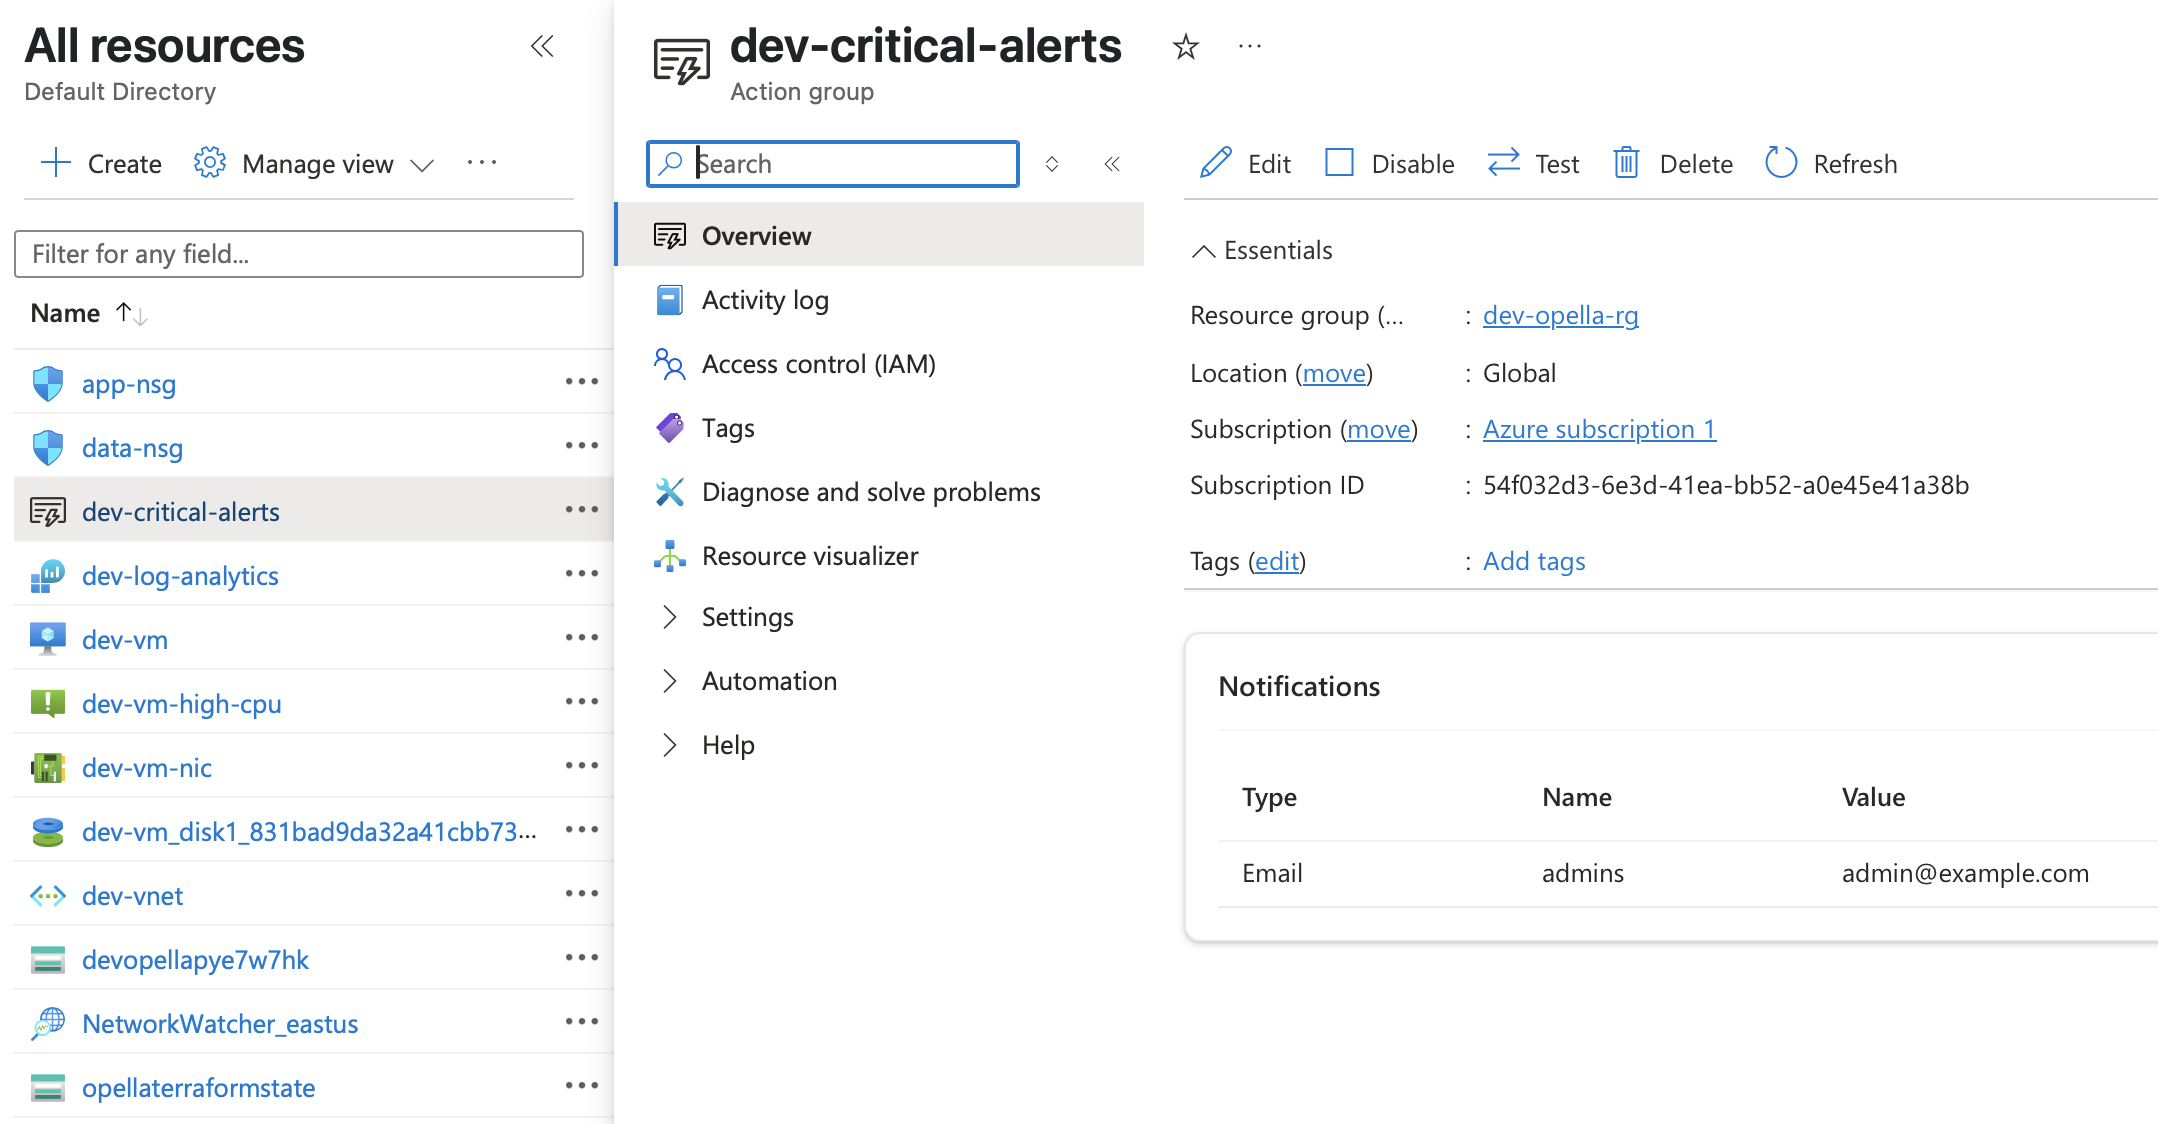 All resources
Default Directory
Create
Manage view
Filter for any field...
Name
app-nsg
data-nsg
dev-critical-alerts
dev-log-analytics
dev-vm
dev-vm-high-cpu
dev-vm-nic
dev-vm_disk1_831bad9da32a41cbb73...
dev-vnet
devopellapye7w7hk
NetworkWatcher_eastus
opellaterraformstate
dev-critical-alerts
Action group
Search
Overview
Activity log
Access control (IAM)
Tags
Diagnose and solve problems
Resource visualizer
Settings
Automation
Help
Edit Disable Test Delete Refresh
Essentials
Resource group (... : dev-opella-rg
Location (move) : Global
Subscription (move) : Azure subscription 1
Subscription ID : 54f032d3-6e3d-41ea-bb52-a0e45e41a38b
Tags (edit) : Add tags
Notifications
Type Name Value
Email admins admin@example.com